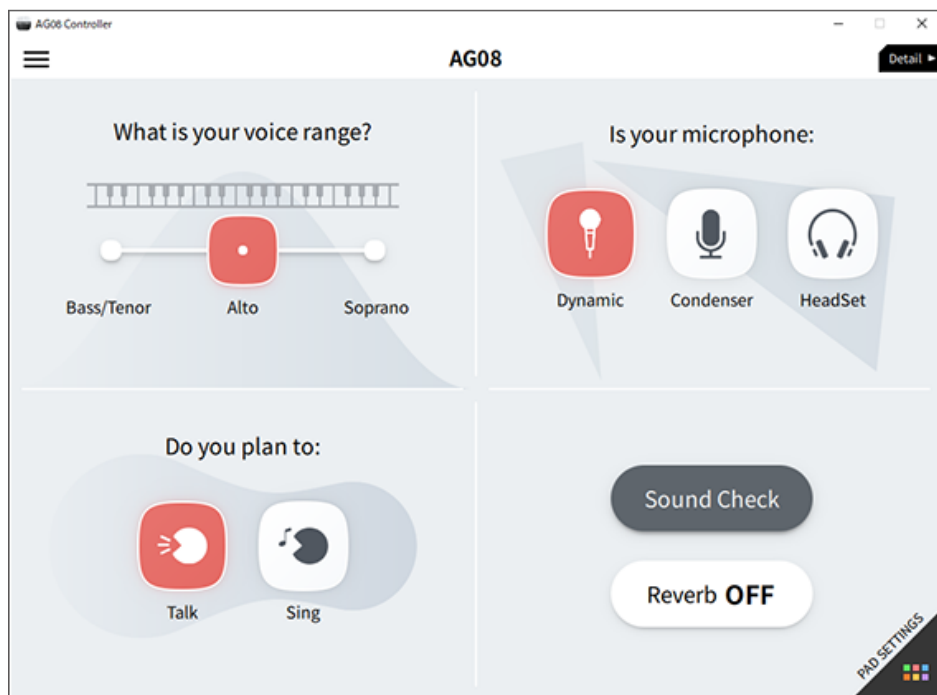 AG08 Controller
AG08
Detail
What is your voice range?
Bass/Tenor
Alto
Soprano
Is your microphone:
Dynamic
Condenser
HeadSet
Do you plan to:
Talk
Sing
Sound Check
Reverb OFF
PAD SETTINGS